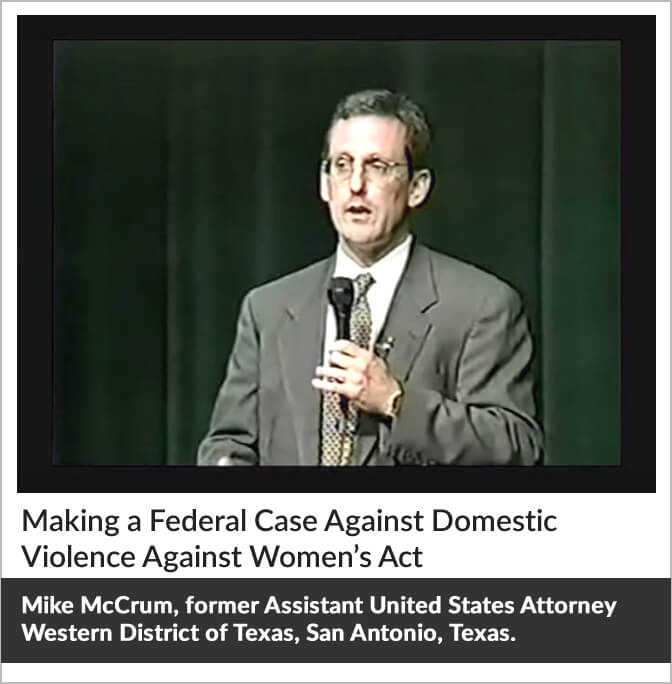 Making a Federal Case Against Domestic
Violence Against Women’s Act
Mike McCrum, former Assistant United States Attorney
Western District of Texas, San Antonio, Texas.